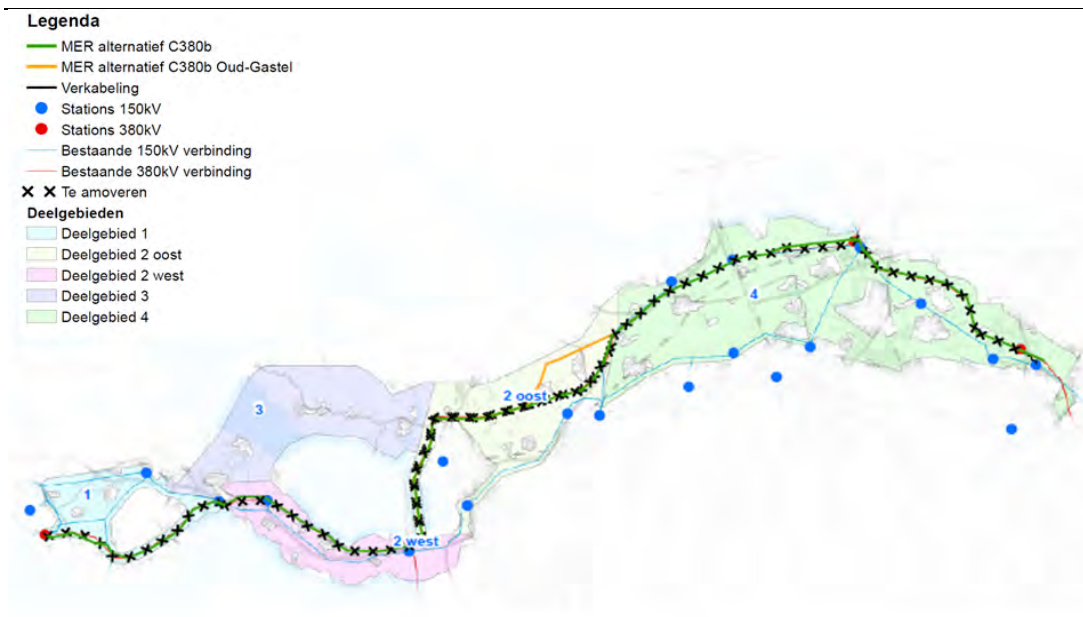 Legenda
MER alternatief C380b
MER alternatief C380b Oud-Gastel
Verkabeling
Stations 150kV
Stations 380kV
Bestaande 150kV verbinding
Bestaande 380kV verbinding
Te amoveren
Deelgebieden
Deelgebied 1
Deelgebied 2 oost
Deelgebied 2 west
Deelgebied 3
Deelgebied 4
4
2 oost
3
1
2 west